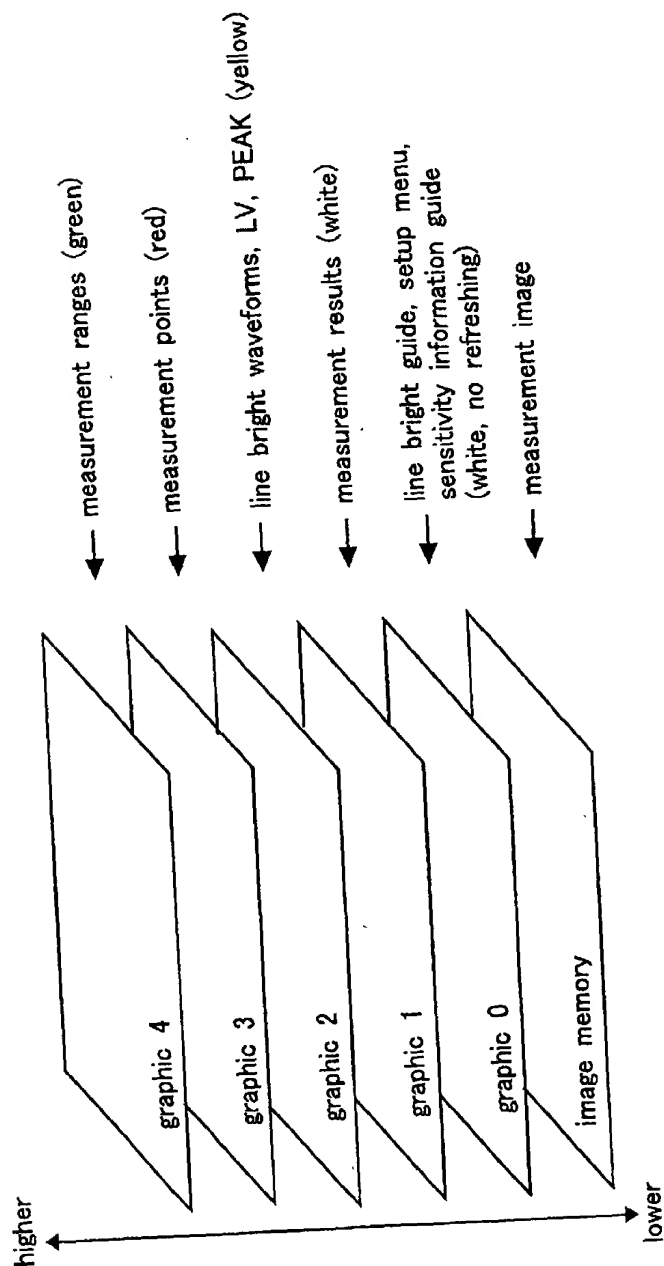 higher
graphic 4
graphic 3
graphic 2
graphic 1
graphic 0
image memory
lower
measurement ranges (green)
measurement points (red)
line bright waveforms, LV, PEAK (yellow)
measurement results (white)
line bright guide, setup menu,
sensitivity information guide
(white, no refreshing)
measurement image